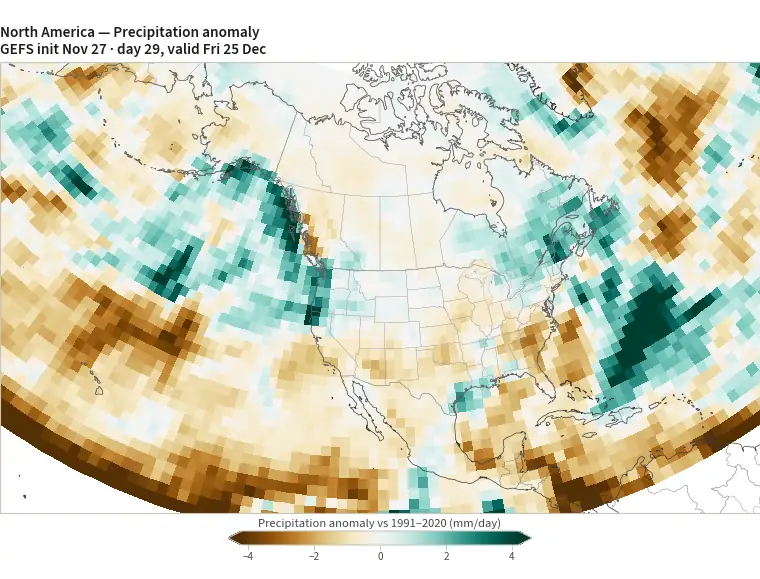 North America — Precipitation anomaly
GEFS init Nov 27 · day 29, valid Fri 25 Dec
Precipitation anomaly vs 1991–2020 (mm/day)
−4 −2 0 2 4